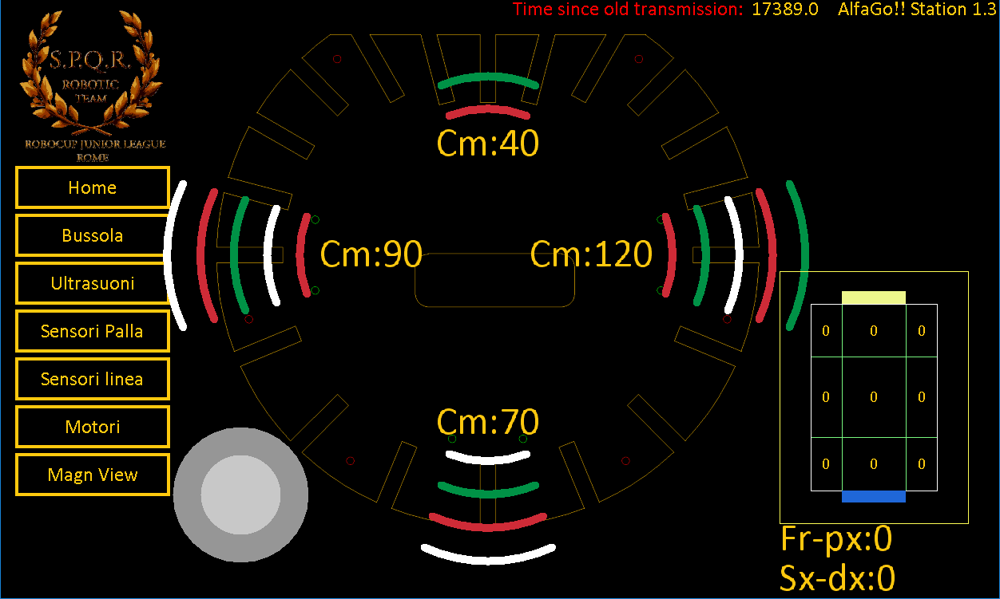 Time since old transmission: 17389.0 AlfaGo!! Station 1.3
S.P.Q.R.
ROBOTIC
TEAM
ROBOCUP JUNIOR LEAGUE
ROME
Home
Bussola
Ultrasuoni
Sensori Palla
Sensori linea
Motori
Magn View
Cm:40
Cm:90
Cm:120
Cm:70
0 0 0
0 0 0
0 0 0
Fr-px:0
Sx-dx:0